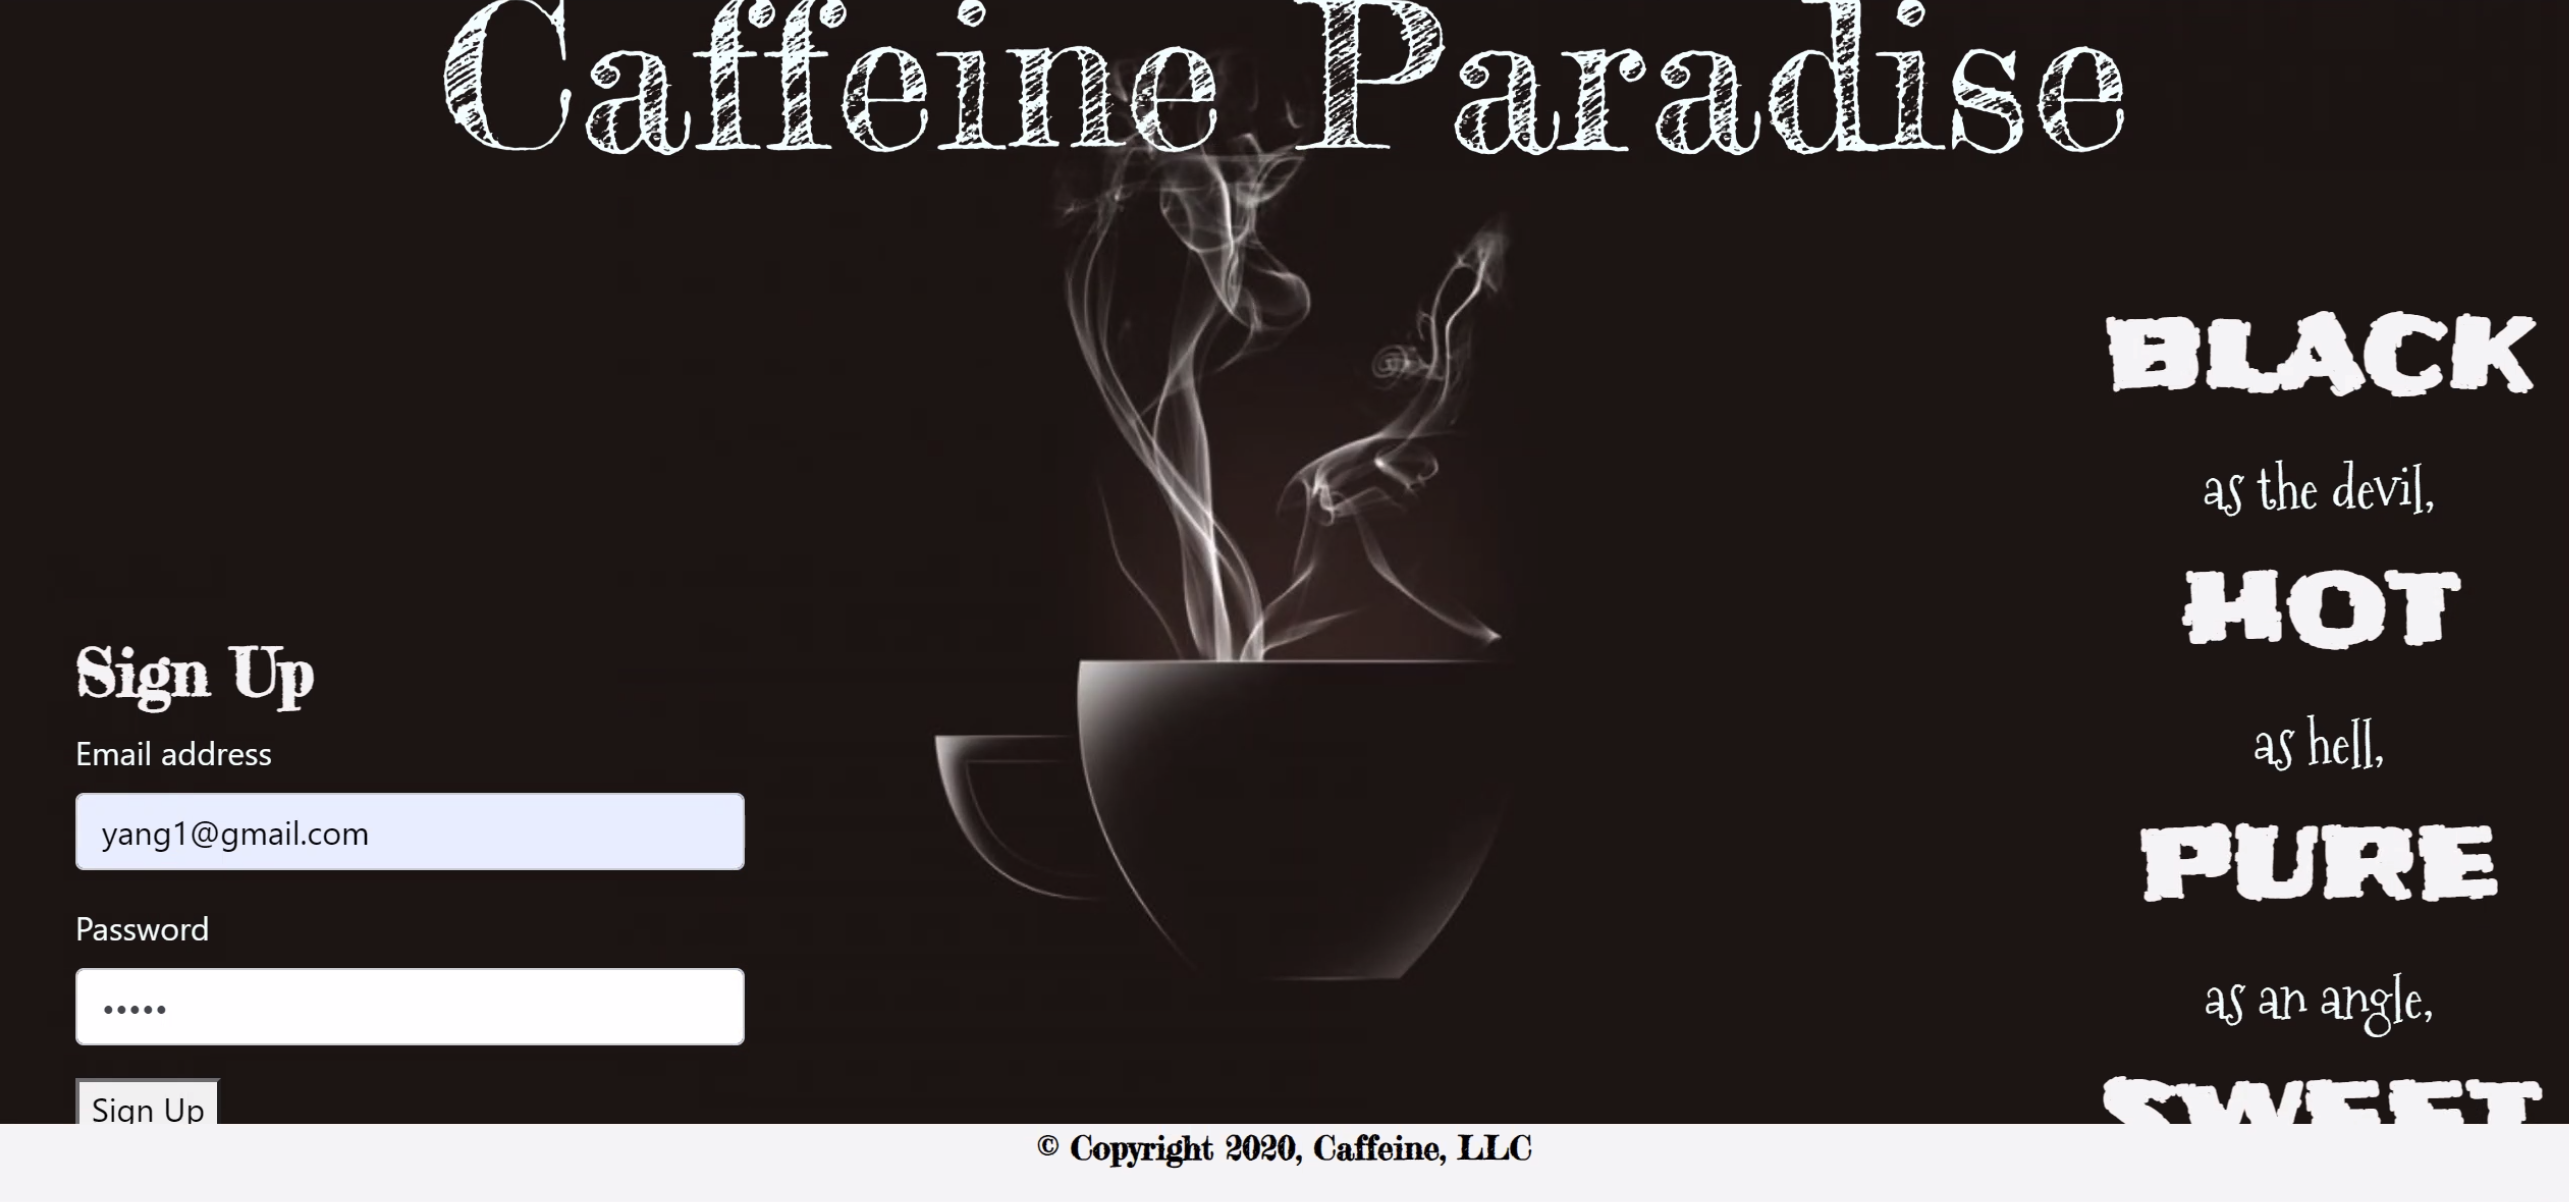 Caffeine Paradise
BLACK
as the devil,
HOT
as hell,
PURE
as an angle,
SWEET
Sign Up
Email address
yang1@gmail.com
Password
•••••
Sign Up
© Copyright 2020, Caffeine, LLC